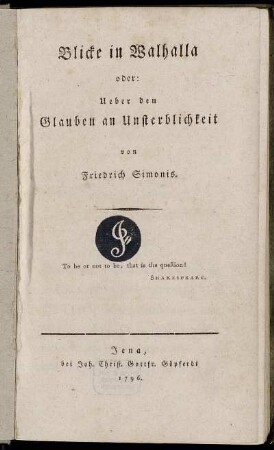 Blicke in Walhalla
oder:
Ueber den
Glauben an Unsterblichkeit
von
Friedrich Simonis.
To be or not to be, that is the question!
SHAKESPEARE.
Jena,
bei Joh. Christ. Gottfr. Göpferdt
1796.